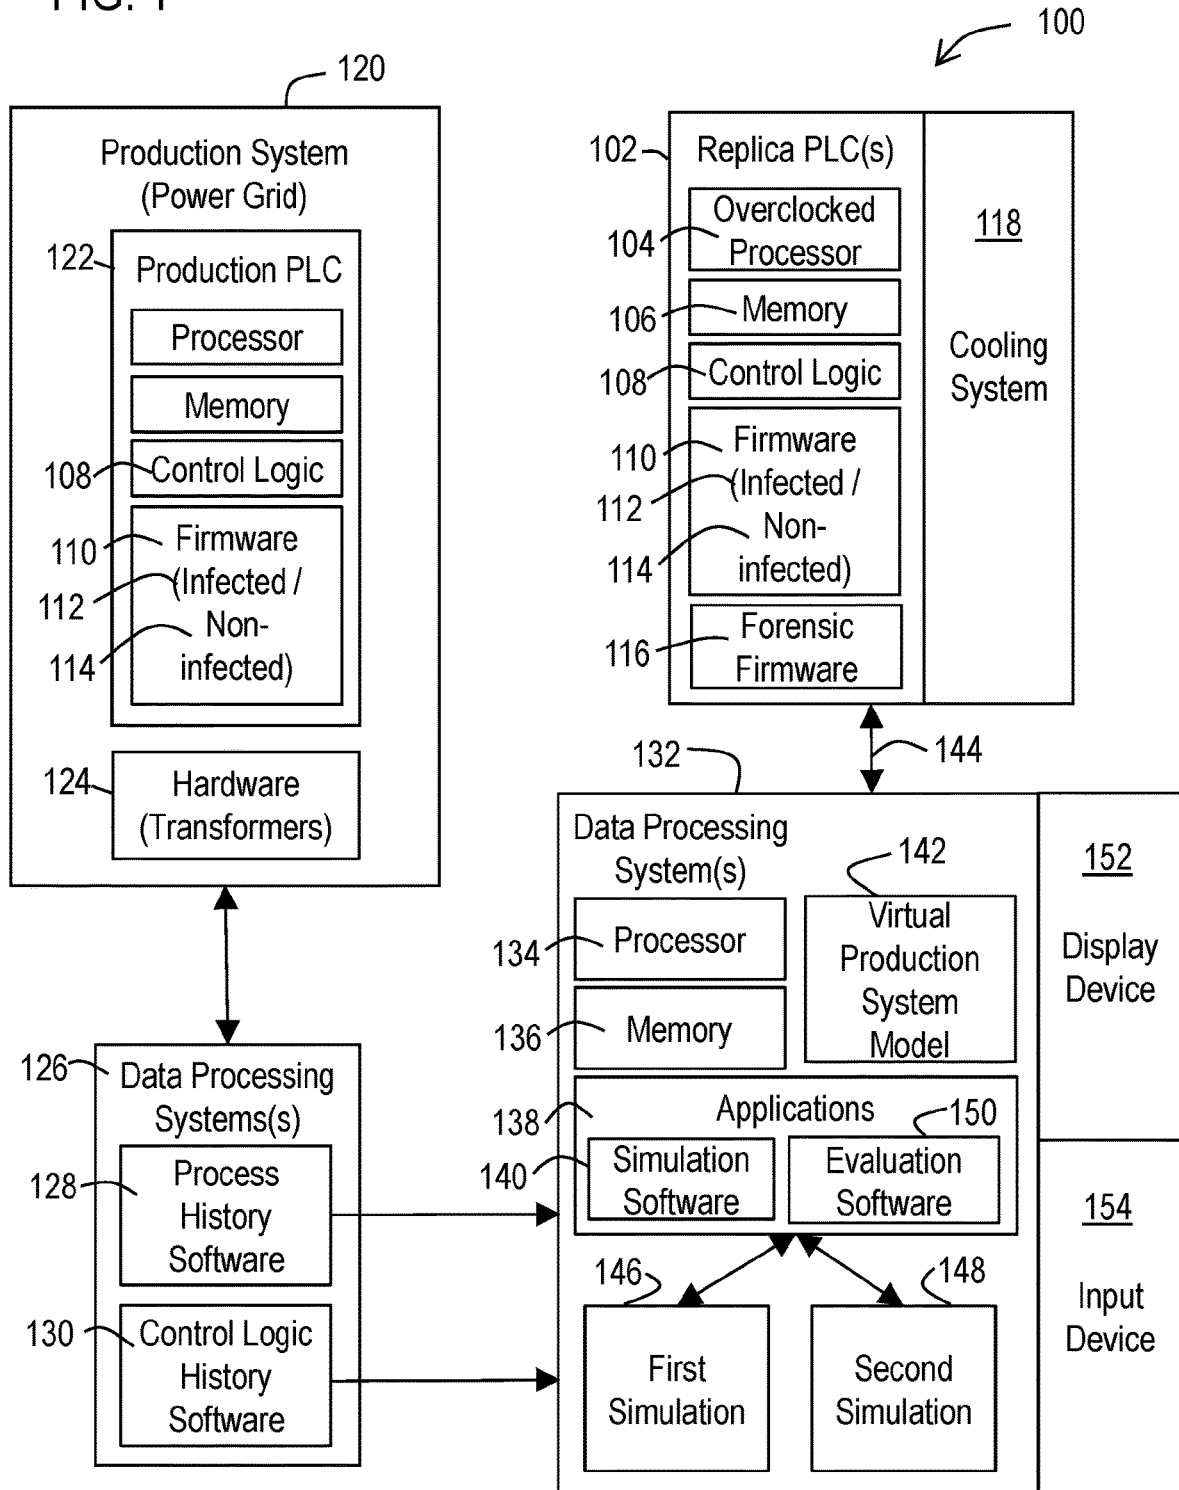 FIG. 1
100
120
Production System
(Power Grid)
122
Production PLC
Processor
Memory
108
Control Logic
110
Firmware
112
(Infected /
114
Non-
infected)
124
Hardware
(Transformers)
102
Replica PLC(s)
104
Overclocked
Processor
106
Memory
108
Control Logic
110
Firmware
112
(Infected /
114
Non-
infected)
116
Forensic
Firmware
118
Cooling
System
144
126
Data Processing
Systems(s)
128
Process
History
Software
130
Control Logic
History
Software
132
Data Processing
System(s)
134
Processor
136
Memory
142
Virtual
Production
System
Model
138
Applications
140
Simulation
Software
150
Evaluation
Software
146
First
Simulation
148
Second
Simulation
152
Display
Device
154
Input
Device